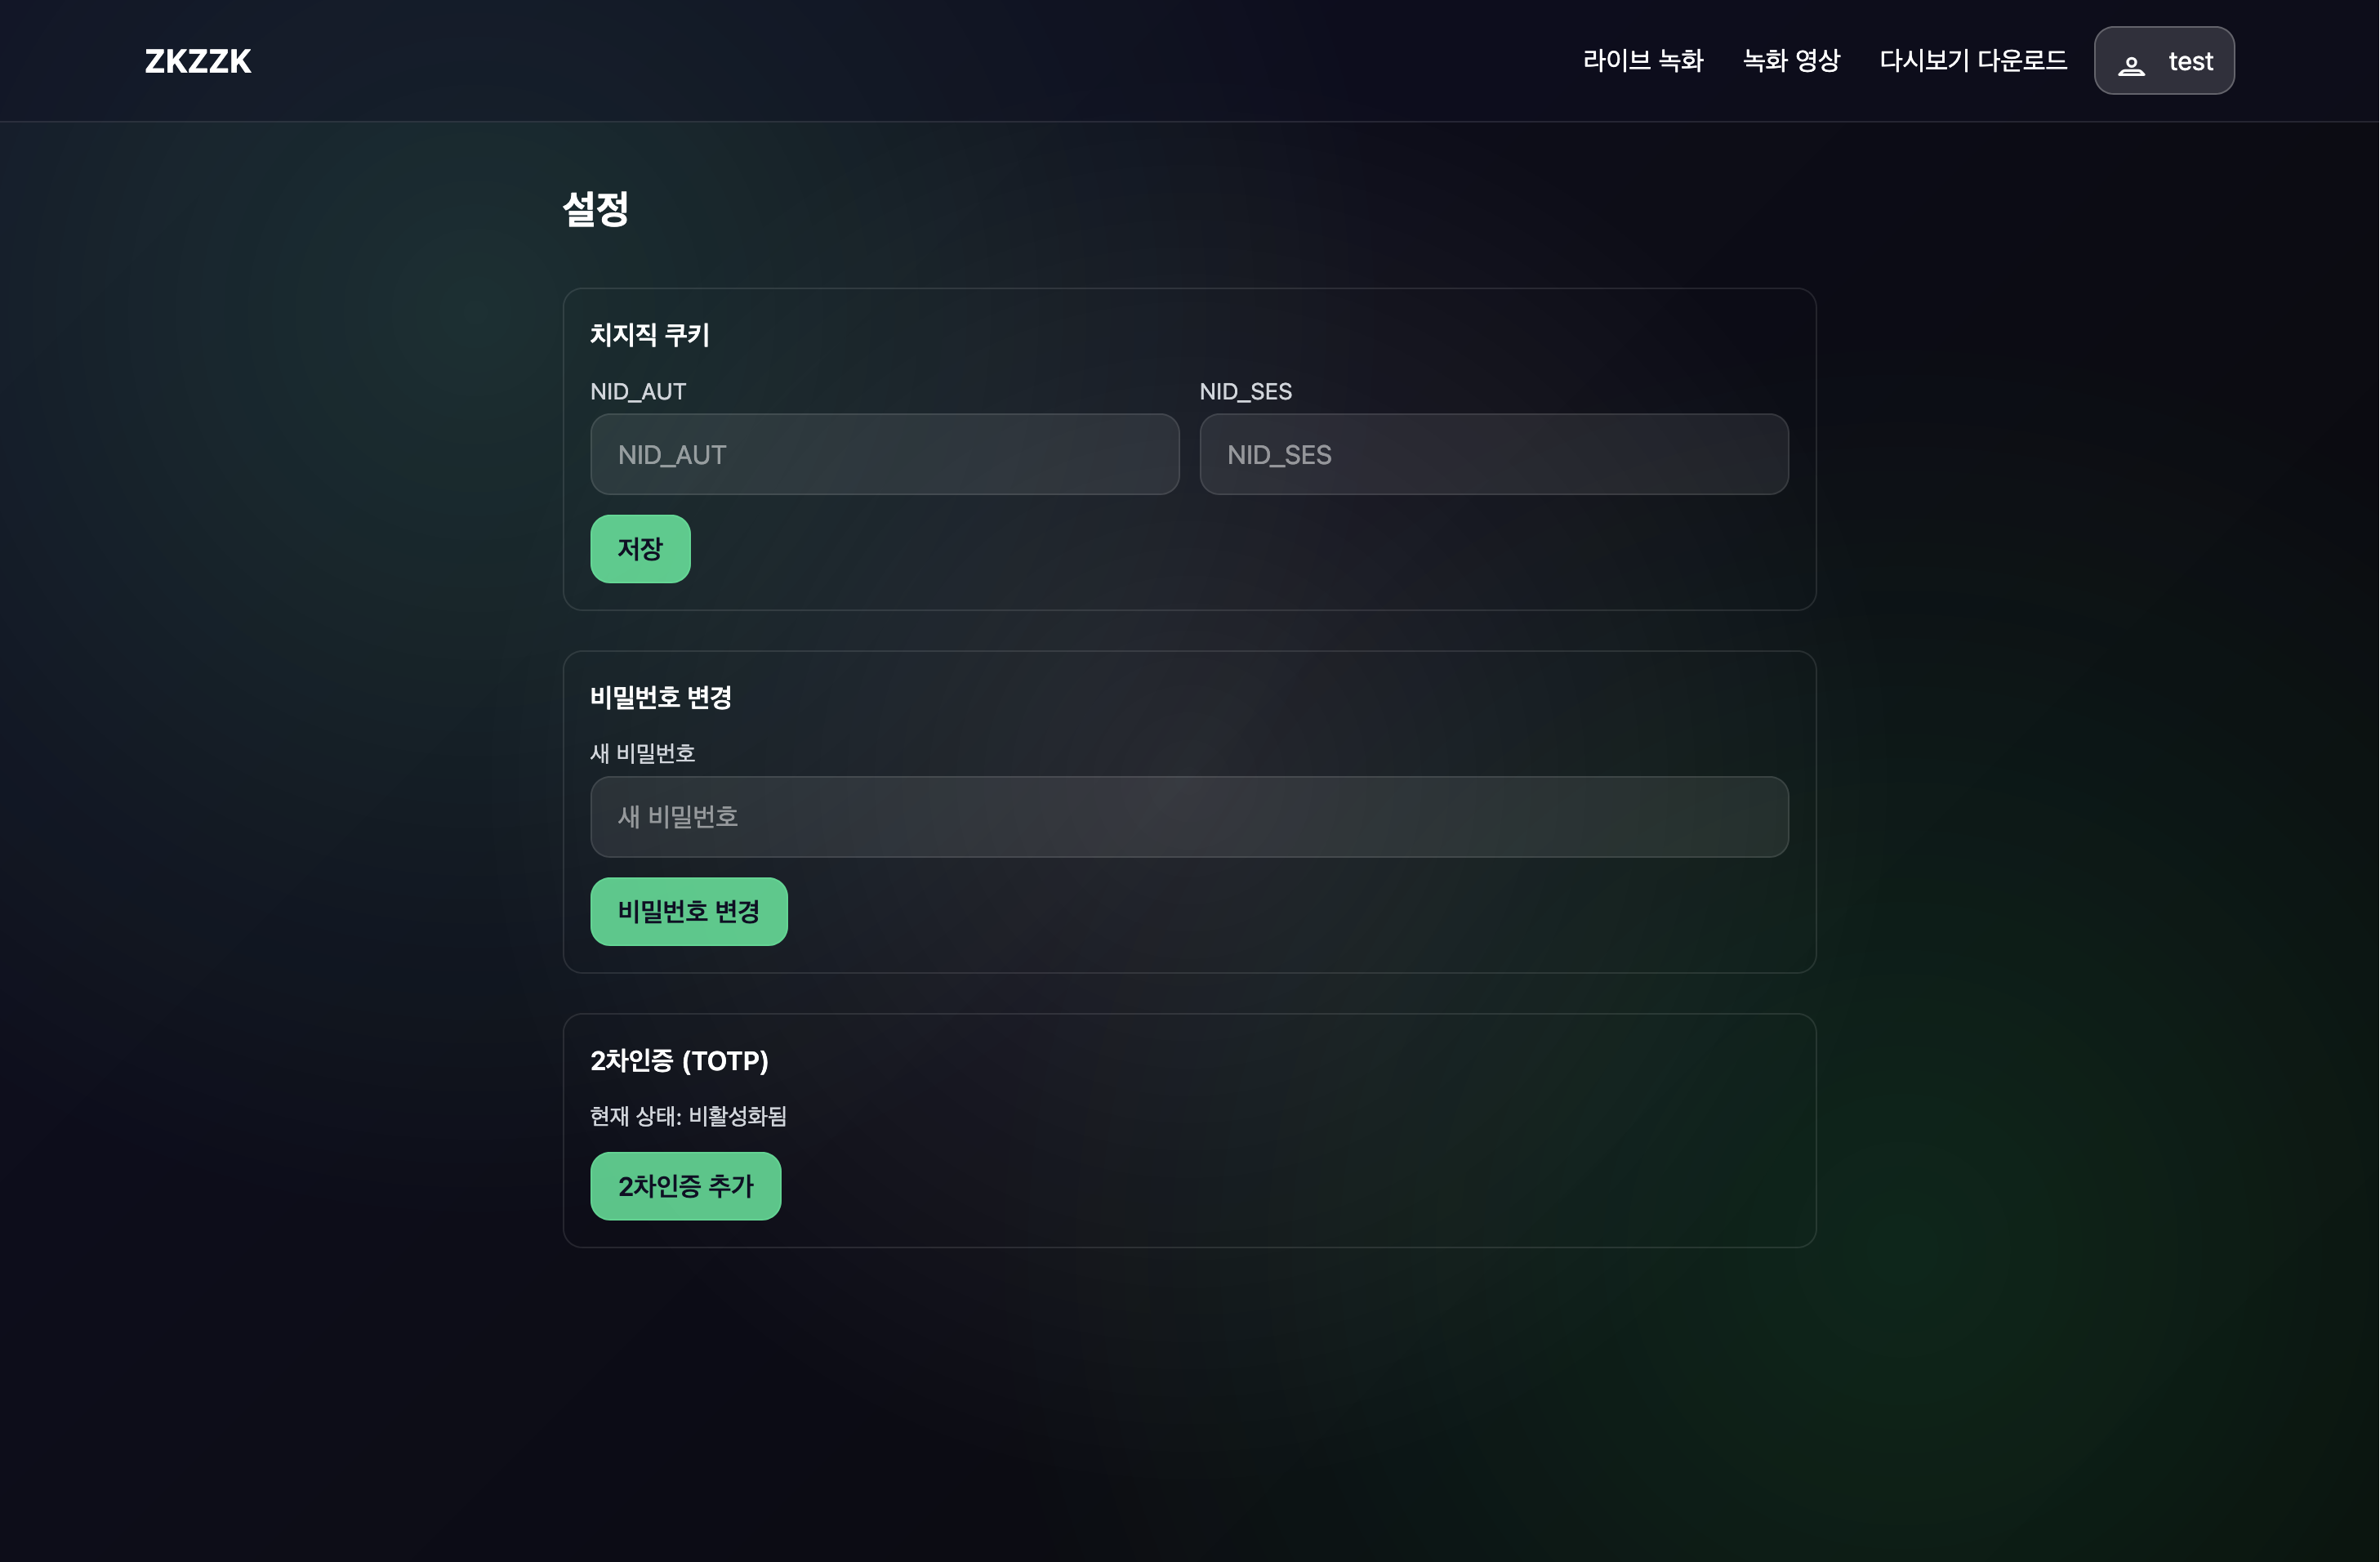 ZKZZK
라이브 녹화 녹화 영상 다시보기 다운로드 test
설정
치지직 쿠키
NID_AUT NID_SES
NID_AUT NID_SES
저장
비밀번호 변경
새 비밀번호
새 비밀번호
비밀번호 변경
2차인증 (TOTP)
현재 상태: 비활성화됨
2차인증 추가